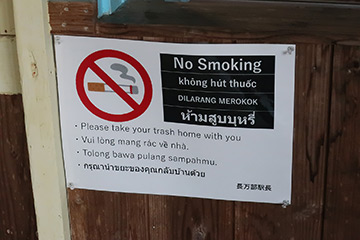 No Smoking
không hút thuốc
DILARANG MEROKOK
ห้ามสูบบุหรี่
・Please take your trash home with you
・Vui lòng mang rác về nhà.
・Tolong bawa pulang sampahmu.
・กรุณานำขยะของคุณกลับบ้านด้วย
長万部駅長